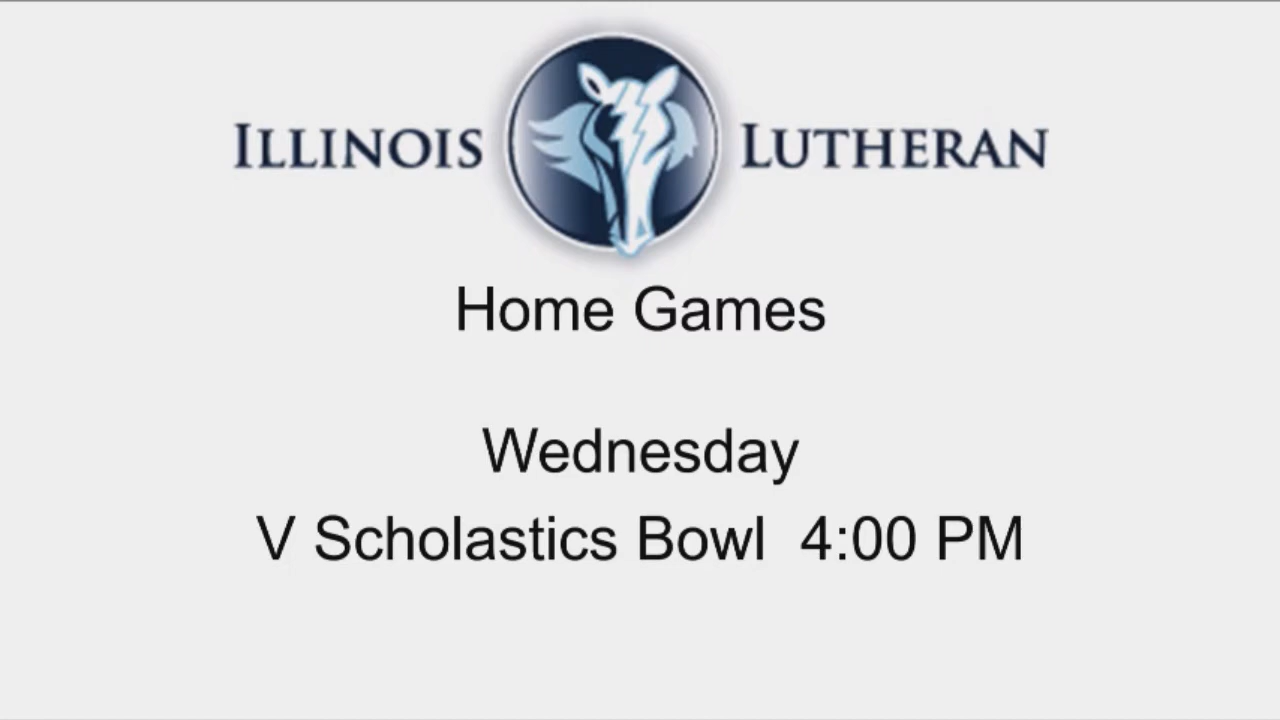 ILLINOIS LUTHERAN
Home Games
Wednesday
V Scholastics Bowl  4:00 PM